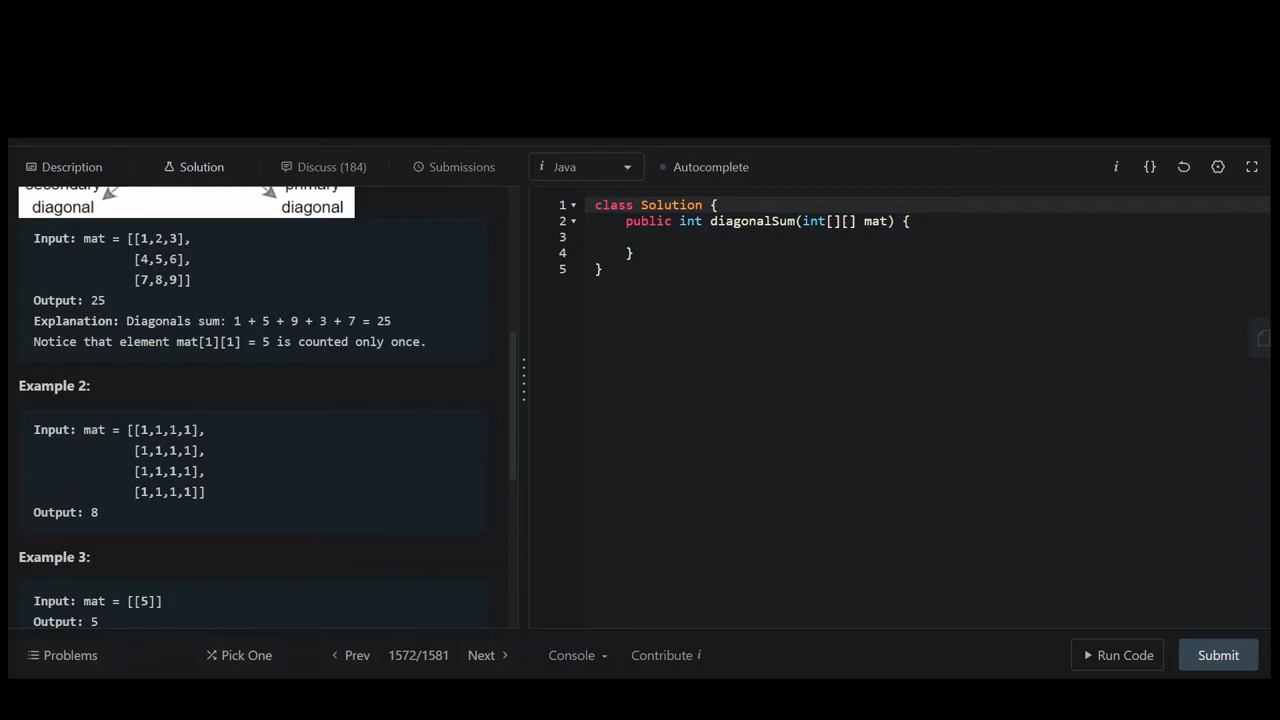 Description
Solution
Discuss (184)
Submissions
i Java
Autocomplete
i
{}
secondary
primary
diagonal
diagonal
Input: mat = [[1,2,3],
[4,5,6],
[7,8,9]]
Output: 25
Explanation: Diagonals sum: 1 + 5 + 9 + 3 + 7 = 25
Notice that element mat[1][1] = 5 is counted only once.
Example 2:
Input: mat = [[1,1,1,1],
[1,1,1,1],
[1,1,1,1],
[1,1,1,1]]
Output: 8
Example 3:
Input: mat = [[5]]
Output: 5
1 class Solution {
2 public int diagonalSum(int[][] mat) {
3
4 }
5 }
Problems
Pick One
Prev
1572/1581
Next
Console
Contribute i
Run Code
Submit